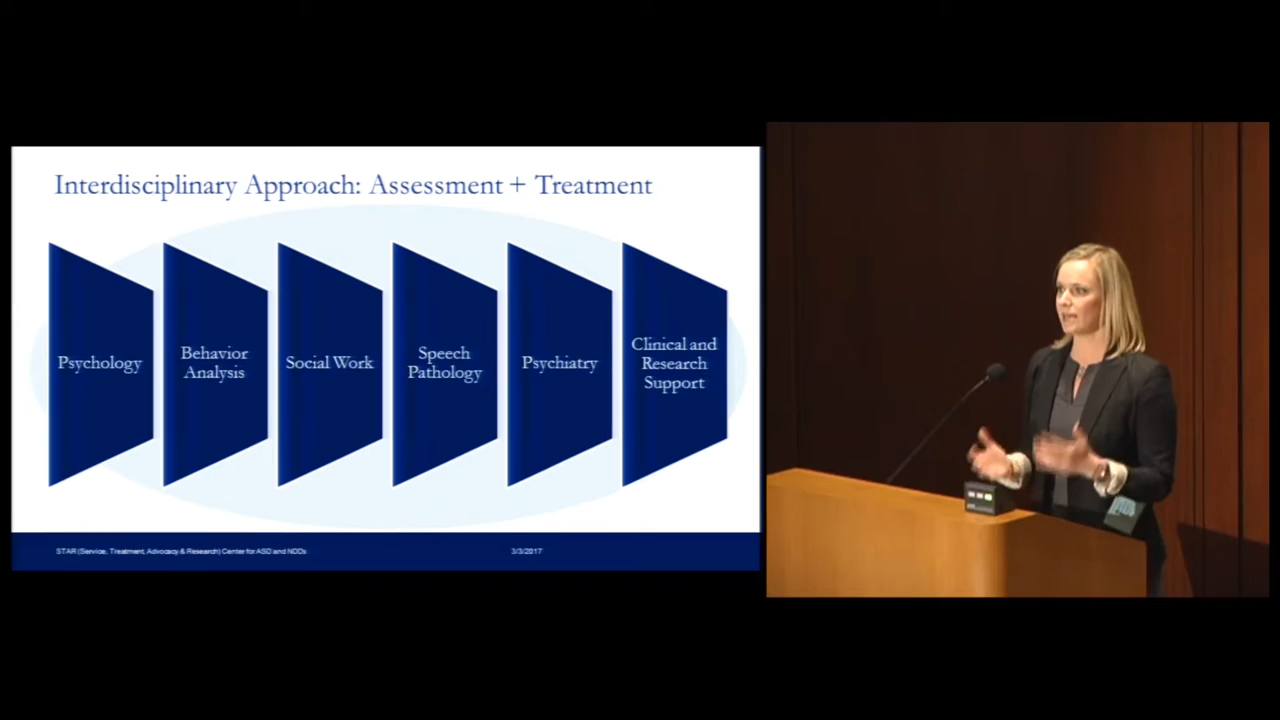 Interdisciplinary Approach: Assessment + Treatment
Psychology
Behavior
Analysis
Social Work
Speech
Pathology
Psychiatry
Clinical and
Research
Support
STAR (Service, Treatment, Advocacy & Research) Center for ASD and NDDs
3/3/2017